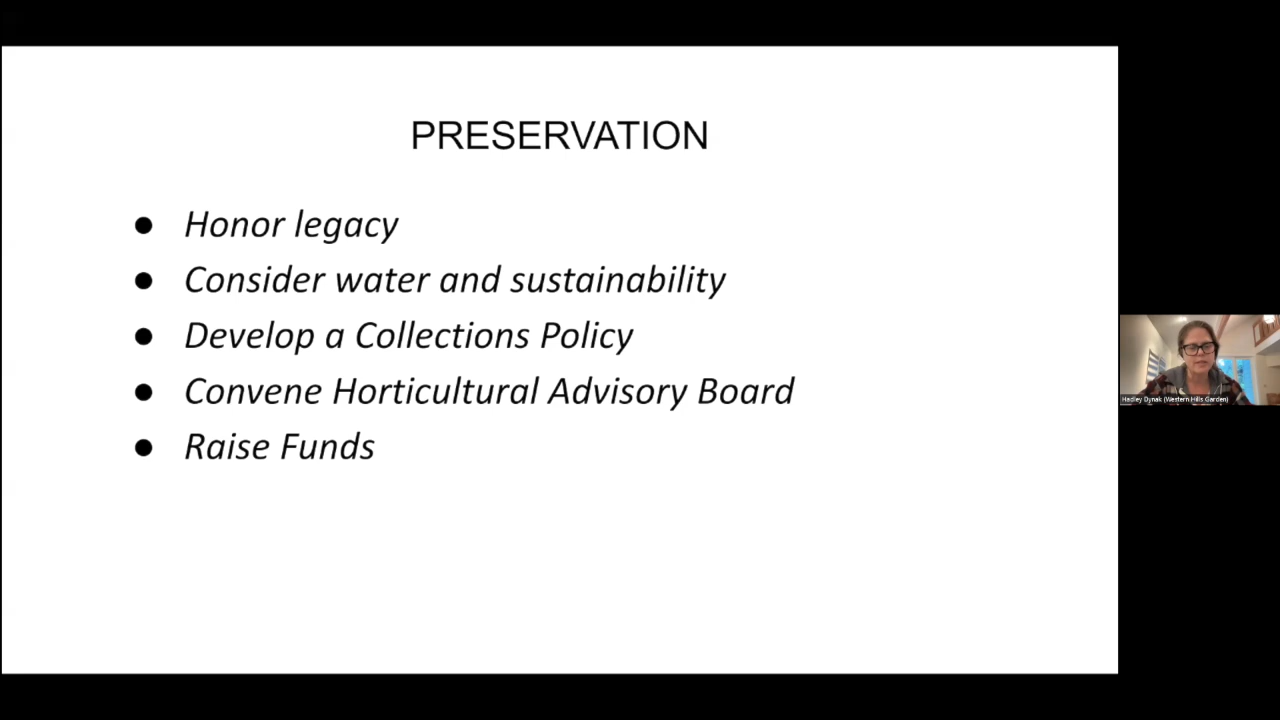 PRESERVATION
● Honor legacy
● Consider water and sustainability
● Develop a Collections Policy
● Convene Horticultural Advisory Board
● Raise Funds
Hadley Dynak (Western Hills Garden)